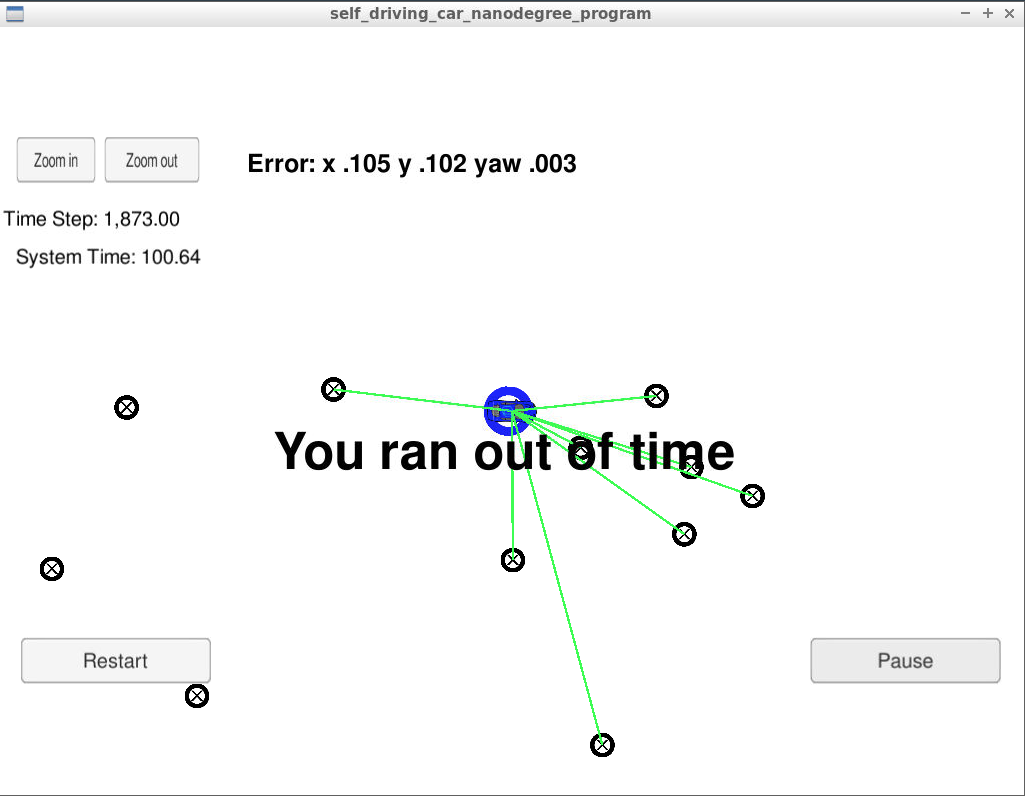 self_driving_car_nanodegree_program
Zoom in
Zoom out
Error: x .105 y .102 yaw .003
Time Step: 1,873.00
System Time: 100.64
You ran out of time
Restart
Pause